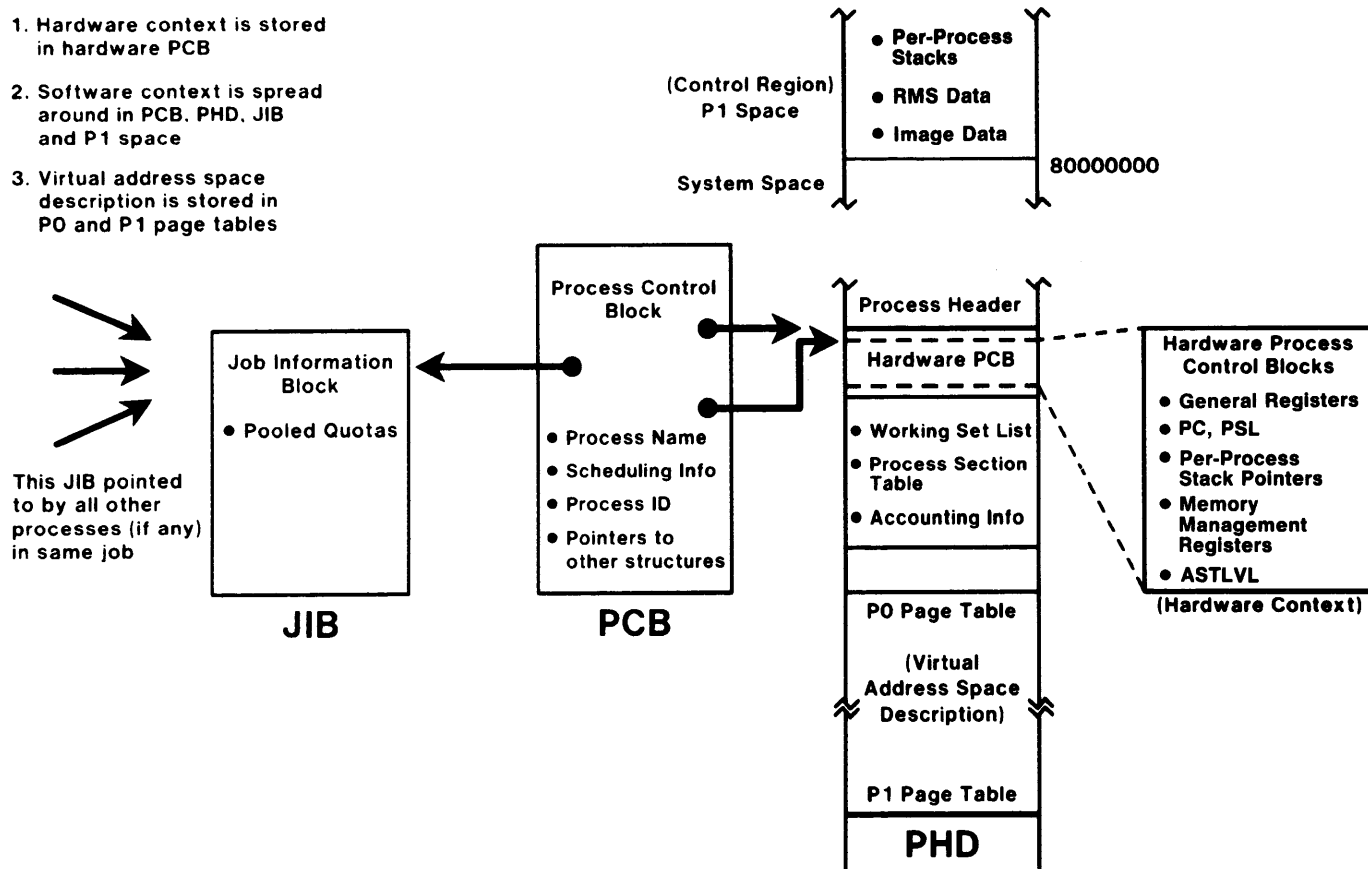 1. Hardware context is stored
in hardware PCB
2. Software context is spread
around in PCB, PHD, JIB
and P1 space
3. Virtual address space
description is stored in
P0 and P1 page tables
(Control Region)
P1 Space
System Space
● Per-Process
Stacks
● RMS Data
● Image Data
80000000
This JIB pointed
to by all other
processes (if any)
in same job
Job Information
Block
● Pooled Quotas
JIB
Process Control
Block
● Process Name
● Scheduling Info
● Process ID
● Pointers to
other structures
PCB
Process Header
Hardware PCB
● Working Set List
● Process Section
Table
● Accounting Info
P0 Page Table
(Virtual
Address Space
Description)
P1 Page Table
PHD
Hardware Process
Control Blocks
● General Registers
● PC, PSL
● Per-Process
Stack Pointers
● Memory
Management
Registers
● ASTLVL
(Hardware Context)